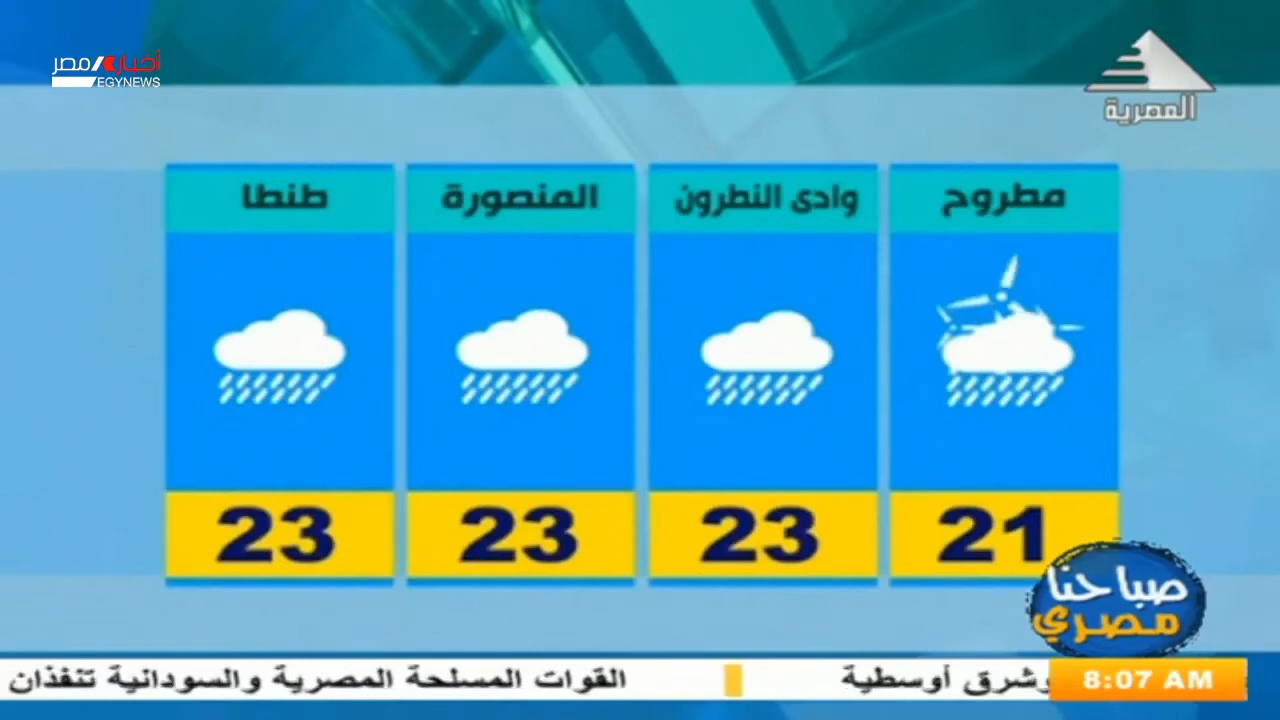 أخبار مصر
EGYNEWS
المصرية
مطروح
وادى النطرون
المنصورة
طنطا
21
23
23
23
صباحنا
مصري
وشرق أوسطية
القوات المسلحة المصرية والسودانية تنفذان
8:07 AM